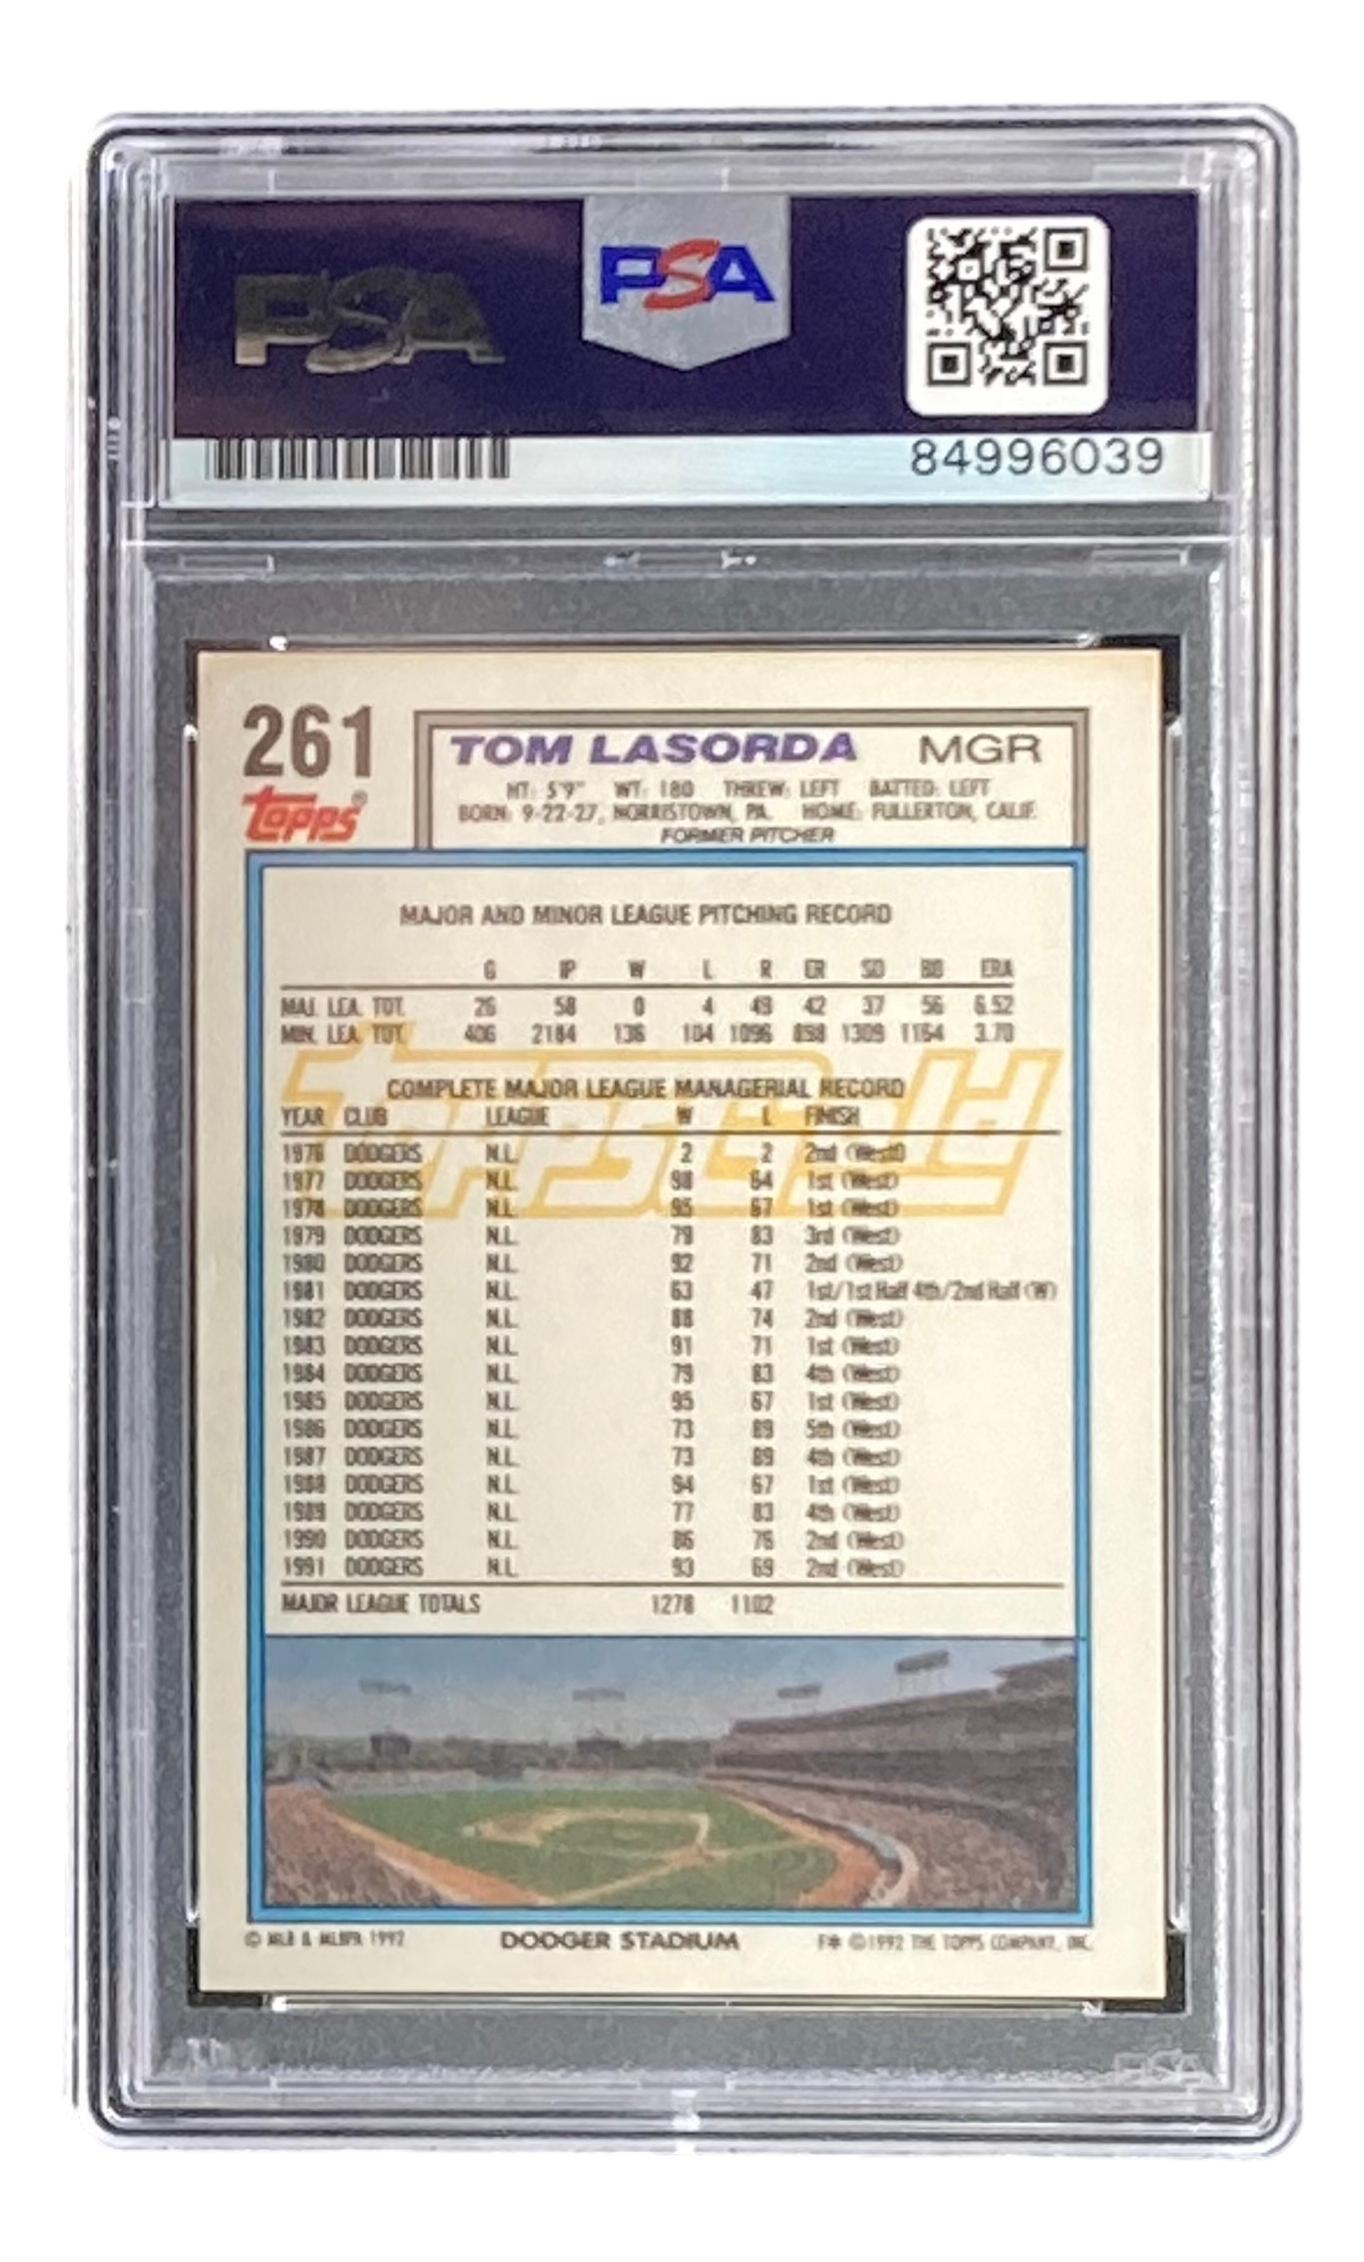 PSA
PSA
84996039
261
Topps®
TOM LASORDA MGR
HT: 5'9" WT: 180 THREW: LEFT BATTED: LEFT
BORN: 9-22-27, NORRISTOWN, PA. HOME: FULLERTON, CALIF.
FORMER PITCHER
MAJOR AND MINOR LEAGUE PITCHING RECORD
G IP W L R ER SO BB ERA
MAJ. LEA. TOT. 26 58 0 4 49 42 37 56 6.52
MIN. LEA. TOT. 406 2184 136 104 1096 898 1309 1164 3.70
ToppsGold
COMPLETE MAJOR LEAGUE MANAGERIAL RECORD
YEAR CLUB LEAGUE W L FINISH
1976 DODGERS N.L. 2 2 2nd (West)
1977 DODGERS N.L. 98 64 1st (West)
1978 DODGERS N.L. 95 67 1st (West)
1979 DODGERS N.L. 79 83 3rd (West)
1980 DODGERS N.L. 92 71 2nd (West)
1981 DODGERS N.L. 63 47 1st/1st Half 4th/2nd Half (W)
1982 DODGERS N.L. 88 74 2nd (West)
1983 DODGERS N.L. 91 71 1st (West)
1984 DODGERS N.L. 79 83 4th (West)
1985 DODGERS N.L. 95 67 1st (West)
1986 DODGERS N.L. 73 89 5th (West)
1987 DODGERS N.L. 73 89 4th (West)
1988 DODGERS N.L. 94 67 1st (West)
1989 DODGERS N.L. 77 83 4th (West)
1990 DODGERS N.L. 86 76 2nd (West)
1991 DODGERS N.L. 93 69 2nd (West)
MAJOR LEAGUE TOTALS 1278 1102
© MLB & MLBPA 1992 DODGER STADIUM F* ©1992 THE TOPPS COMPANY, INC.
PSA